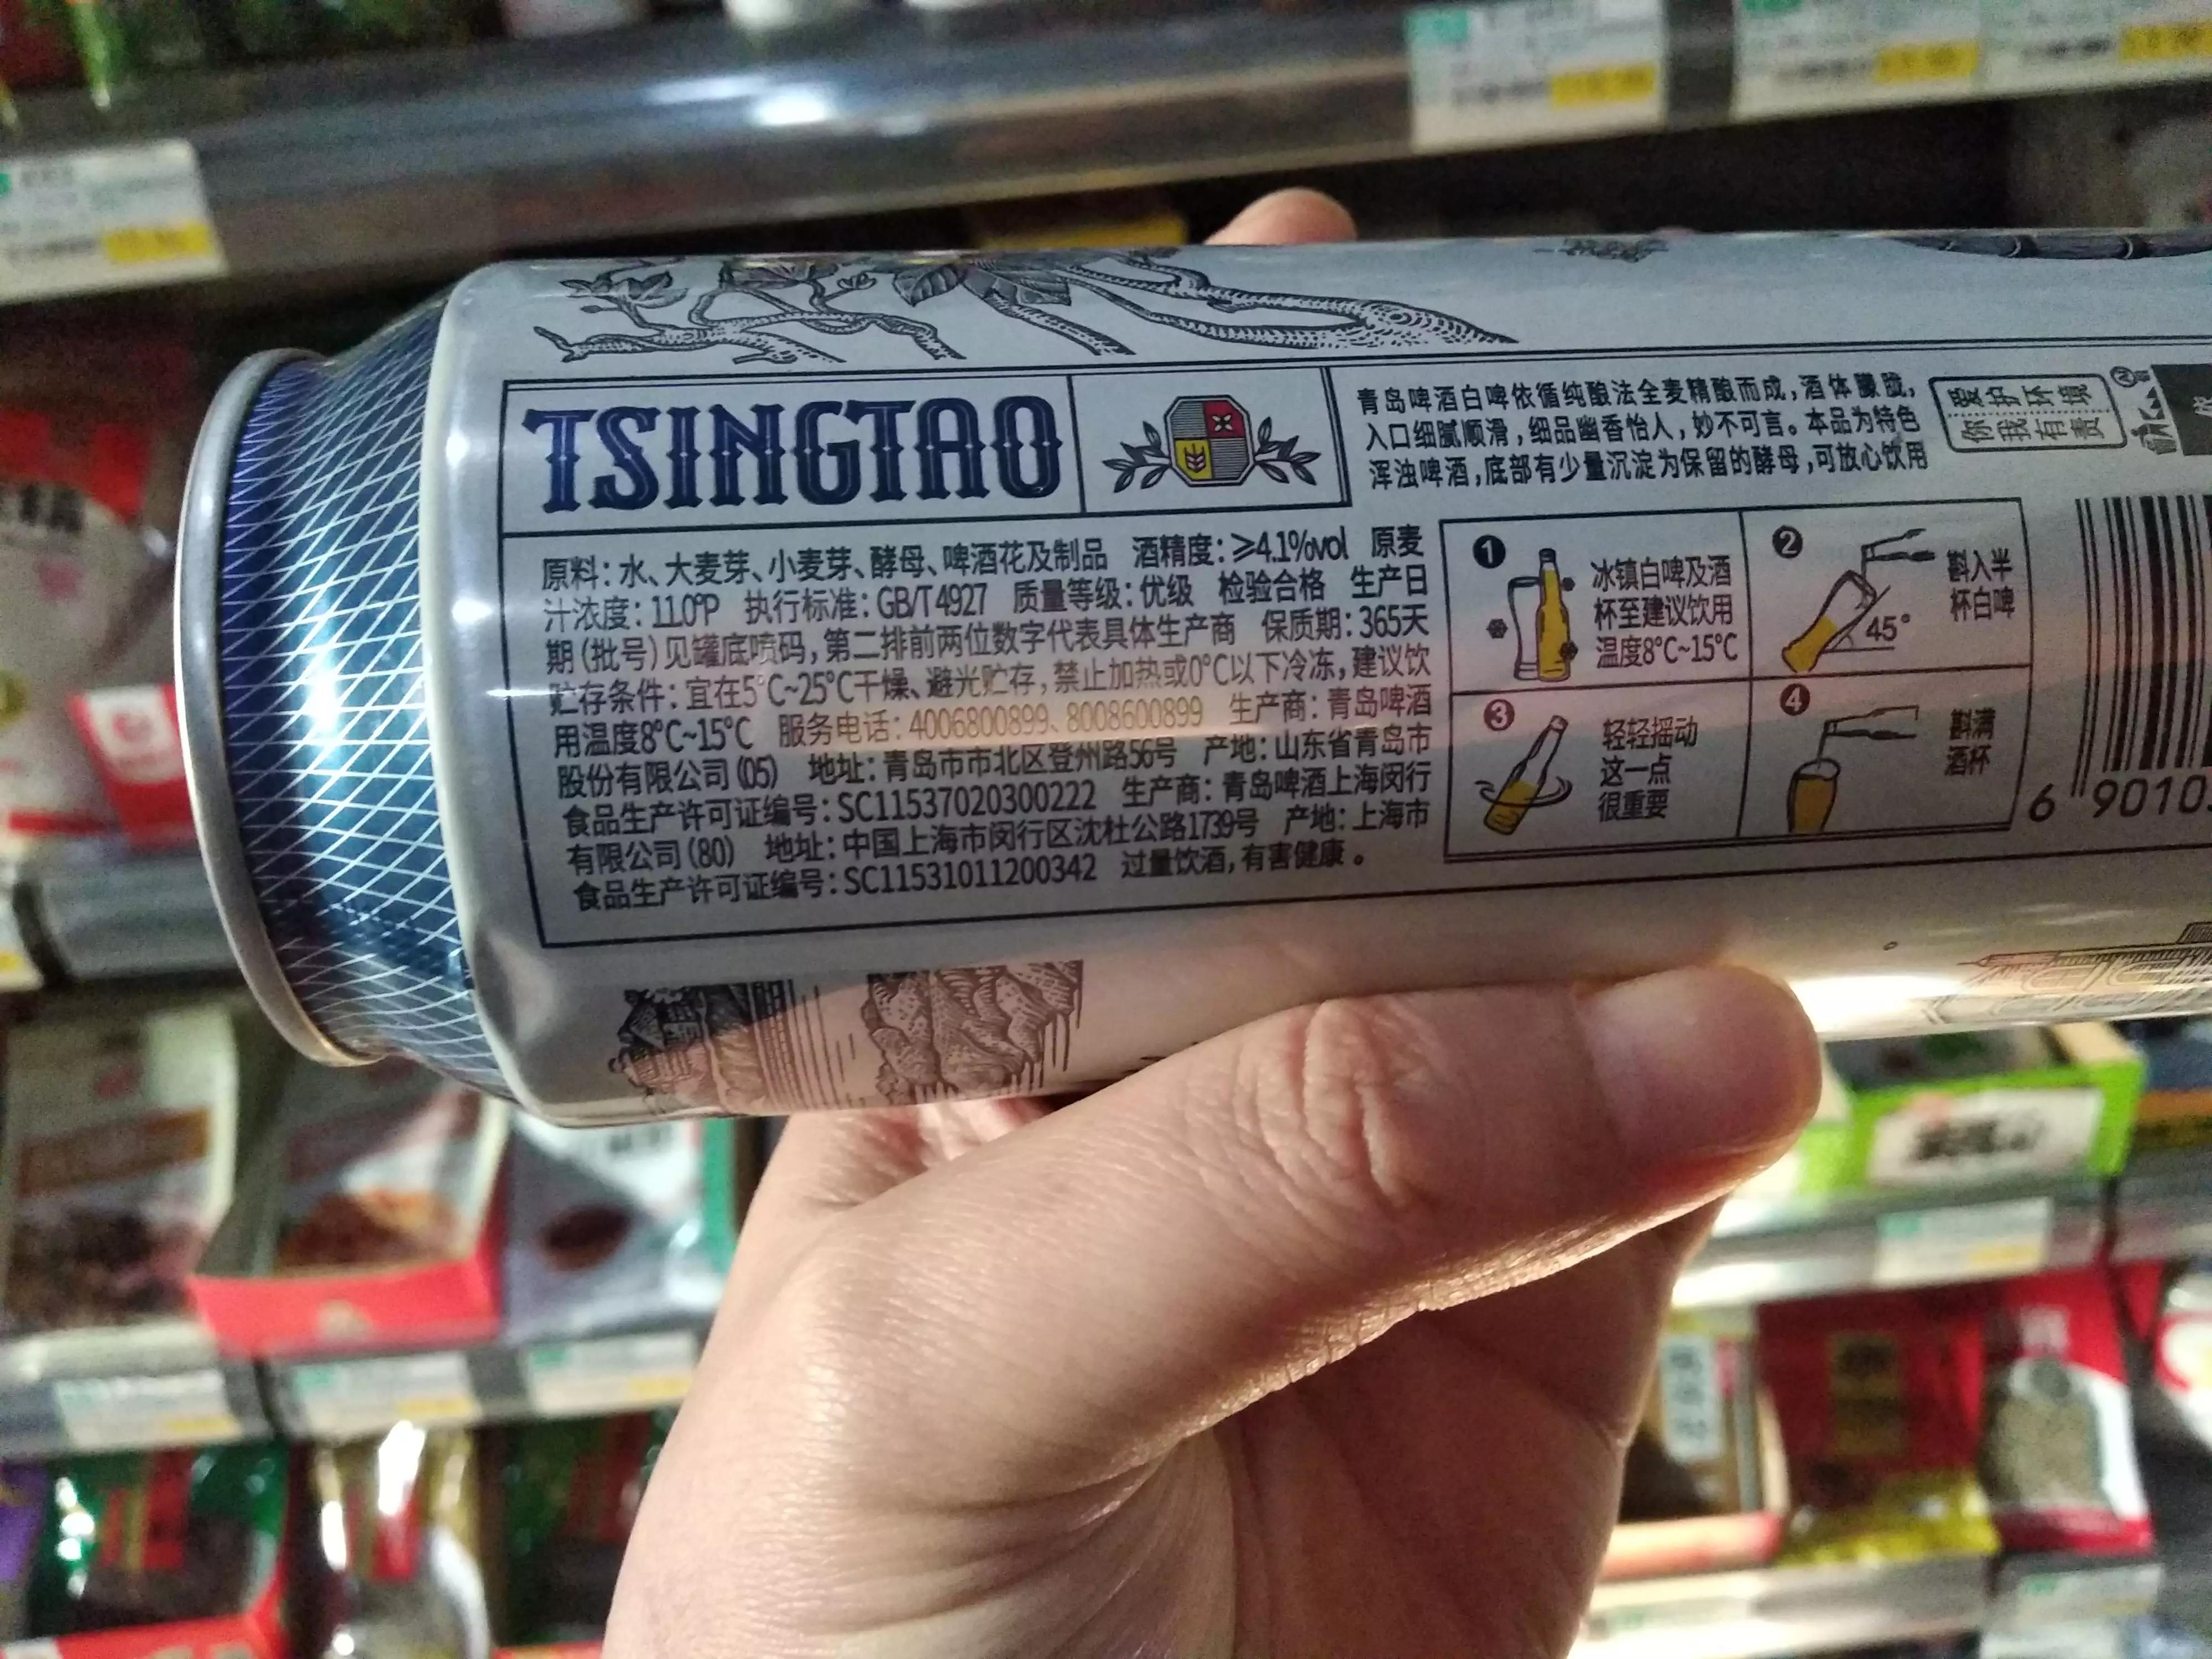 TSINGTAO
青岛啤酒白啤依循纯酿法全麦精酿而成,酒体朦胧,
入口细腻顺滑,细品幽香怡人,妙不可言。本品为特色
浑浊啤酒,底部有少量沉淀为保留的酵母,可放心饮用
爱护环境
你我有责
原料:水、大麦芽、小麦芽、酵母、啤酒花及制品 酒精度:≥4.1%vol 原麦
汁浓度:11.0°P 执行标准:GB/T 4927 质量等级:优级 检验合格 生产日
期(批号)见罐底喷码,第二排前两位数字代表具体生产商 保质期:365天
贮存条件:宜在5°C~25°C干燥、避光贮存,禁止加热或0°C以下冷冻,建议饮
用温度8°C~15°C 服务电话:4006800899、8008600899 生产商:青岛啤酒
股份有限公司(05) 地址:青岛市市北区登州路56号 产地:山东省青岛市
食品生产许可证编号:SC11537020300222 生产商:青岛啤酒上海闵行
有限公司(80) 地址:中国上海市闵行区沈杜公路1739号 产地:上海市
食品生产许可证编号:SC11531011200342 过量饮酒,有害健康。
1
冰镇白啤及酒
杯至建议饮用
温度8°C~15°C
2
斟入半
杯白啤
45°
3
轻轻摇动
这一点
很重要
4
斟满
酒杯
6 9010